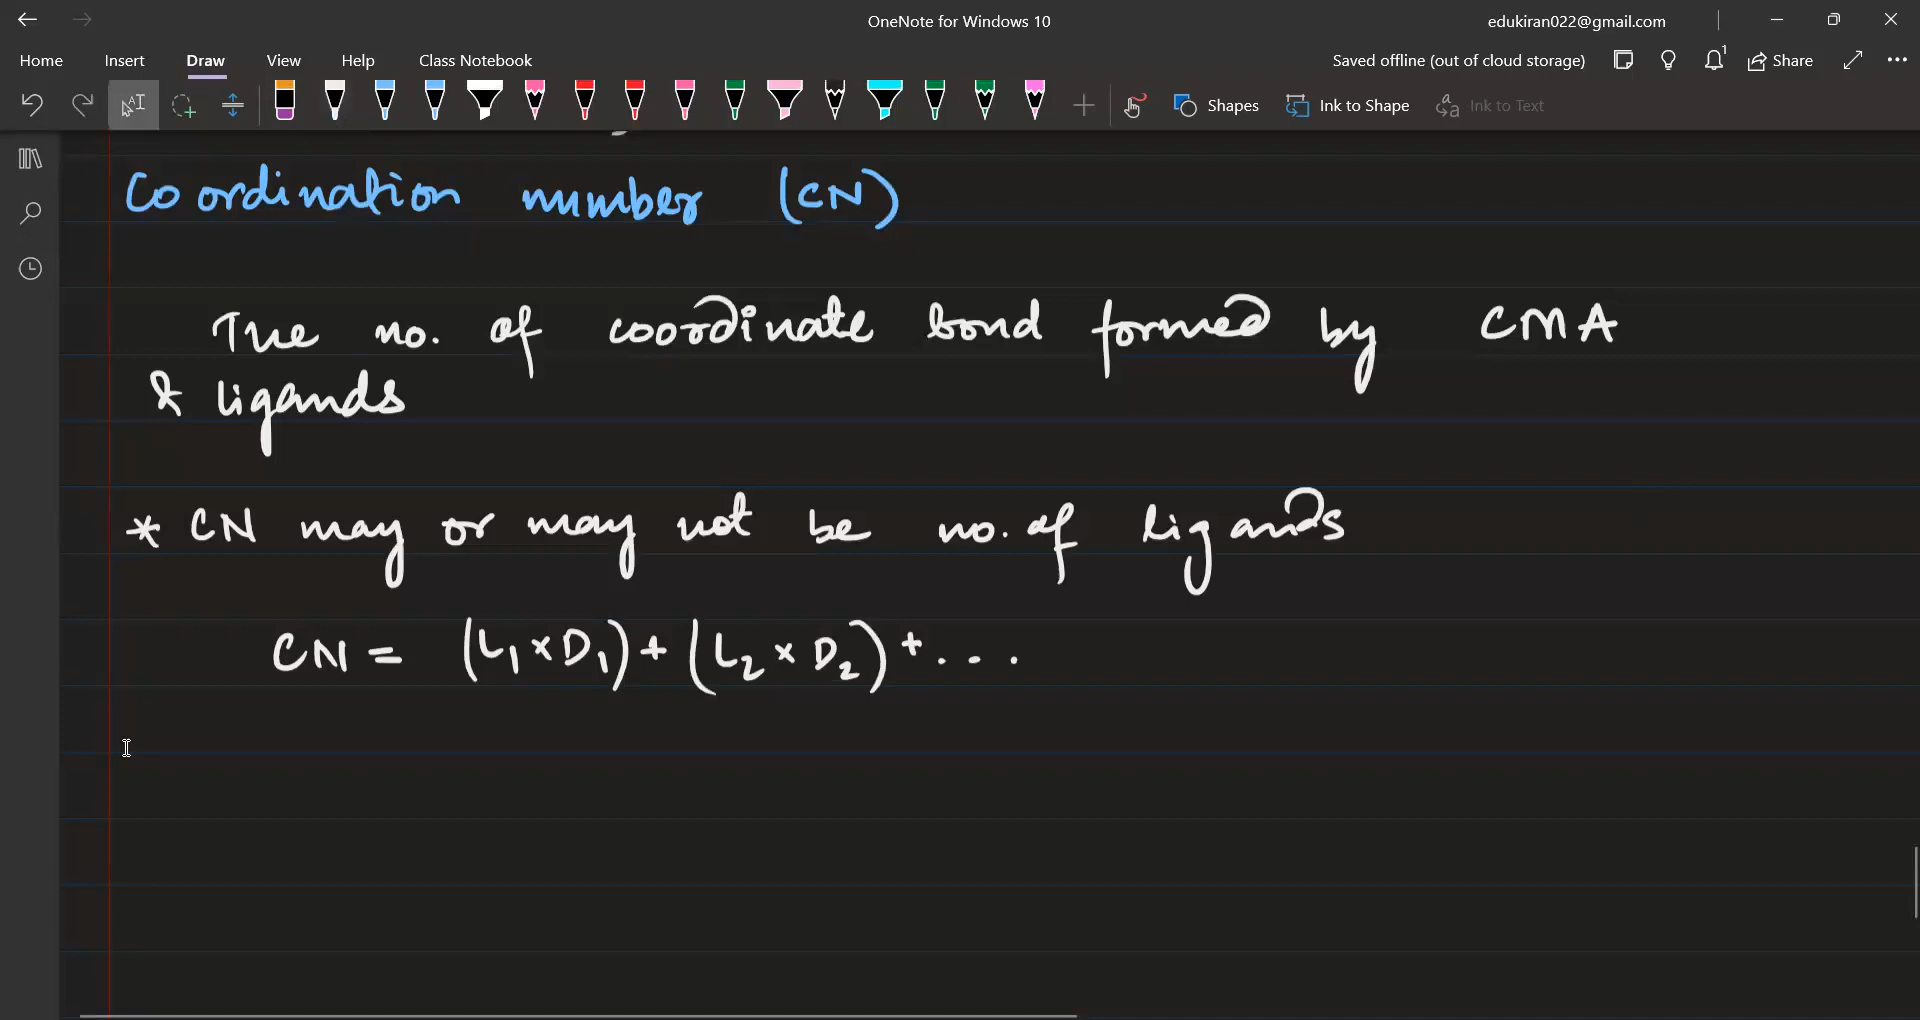 OneNote for Windows 10
edukiran022@gmail.com
Home Insert Draw View Help Class Notebook
Saved offline (out of cloud storage) 1 Share
Shapes Ink to Shape Ink to Text
Coordination number (CN)
The no. of coordinate bond formed by CMA
& ligands
* CN may or may not be no. of ligands
CN = (L₁ × D₁) + (L₂ × D₂) + . . .